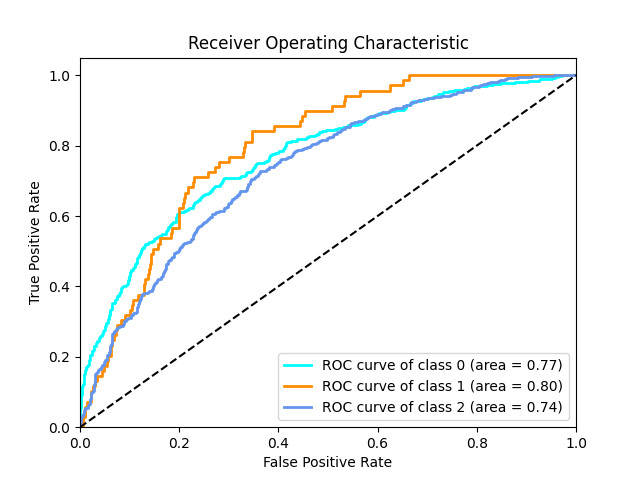 Receiver Operating Characteristic
True Positive Rate
1.0
0.8
0.6
0.4
0.2
0.0
ROC curve of class 0 (area = 0.77)
ROC curve of class 1 (area = 0.80)
ROC curve of class 2 (area = 0.74)
0.0 0.2 0.4 0.6 0.8 1.0
False Positive Rate